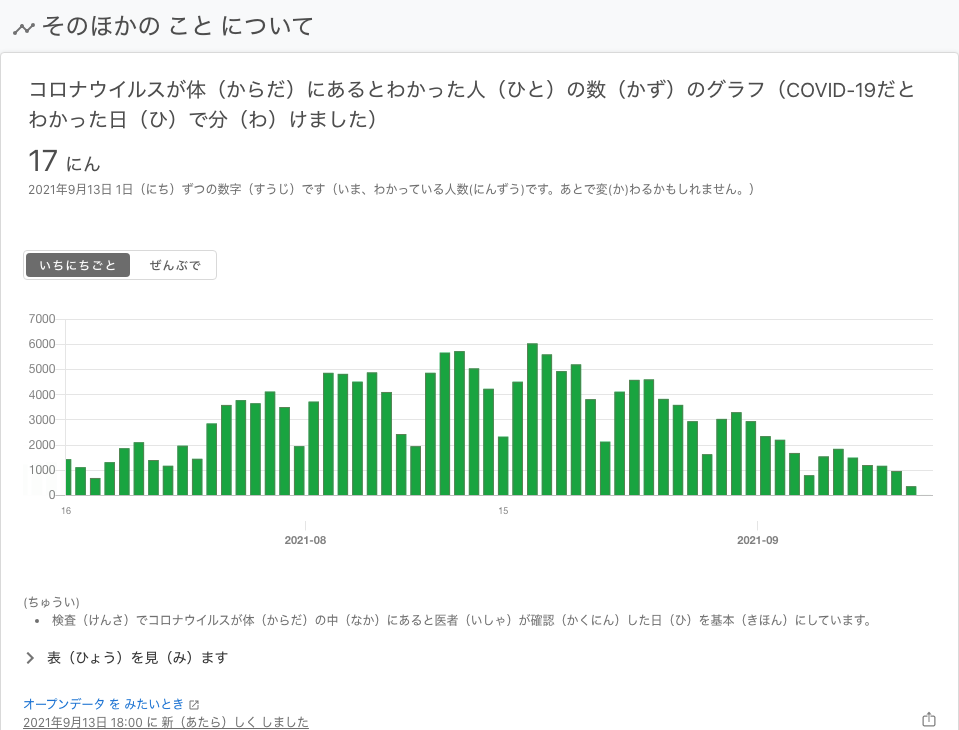 そのほかの こと について
コロナウイルスが体（からだ）にあるとわかった人（ひと）の数（かず）のグラフ（COVID-19だと
わかった日（ひ）で分（わ）けました）
17 にん
2021年9月13日 1日（にち）ずつの数字（すうじ）です（いま、わかっている人数(にんずう)です。あとで変(か)わるかもしれません。）
いちにちごと ぜんぶで
7000
6000
5000
4000
3000
2000
1000
0
16 15
2021-08 2021-09
(ちゅうい)
• 検査（けんさ）でコロナウイルスが体（からだ）の中（なか）にあると医者（いしゃ）が確認（かくにん）した日（ひ）を基本（きほん）にしています。
表（ひょう）を見（み）ます
オープンデータ を みたいとき
2021年9月13日 18:00 に 新（あたら）しく しました